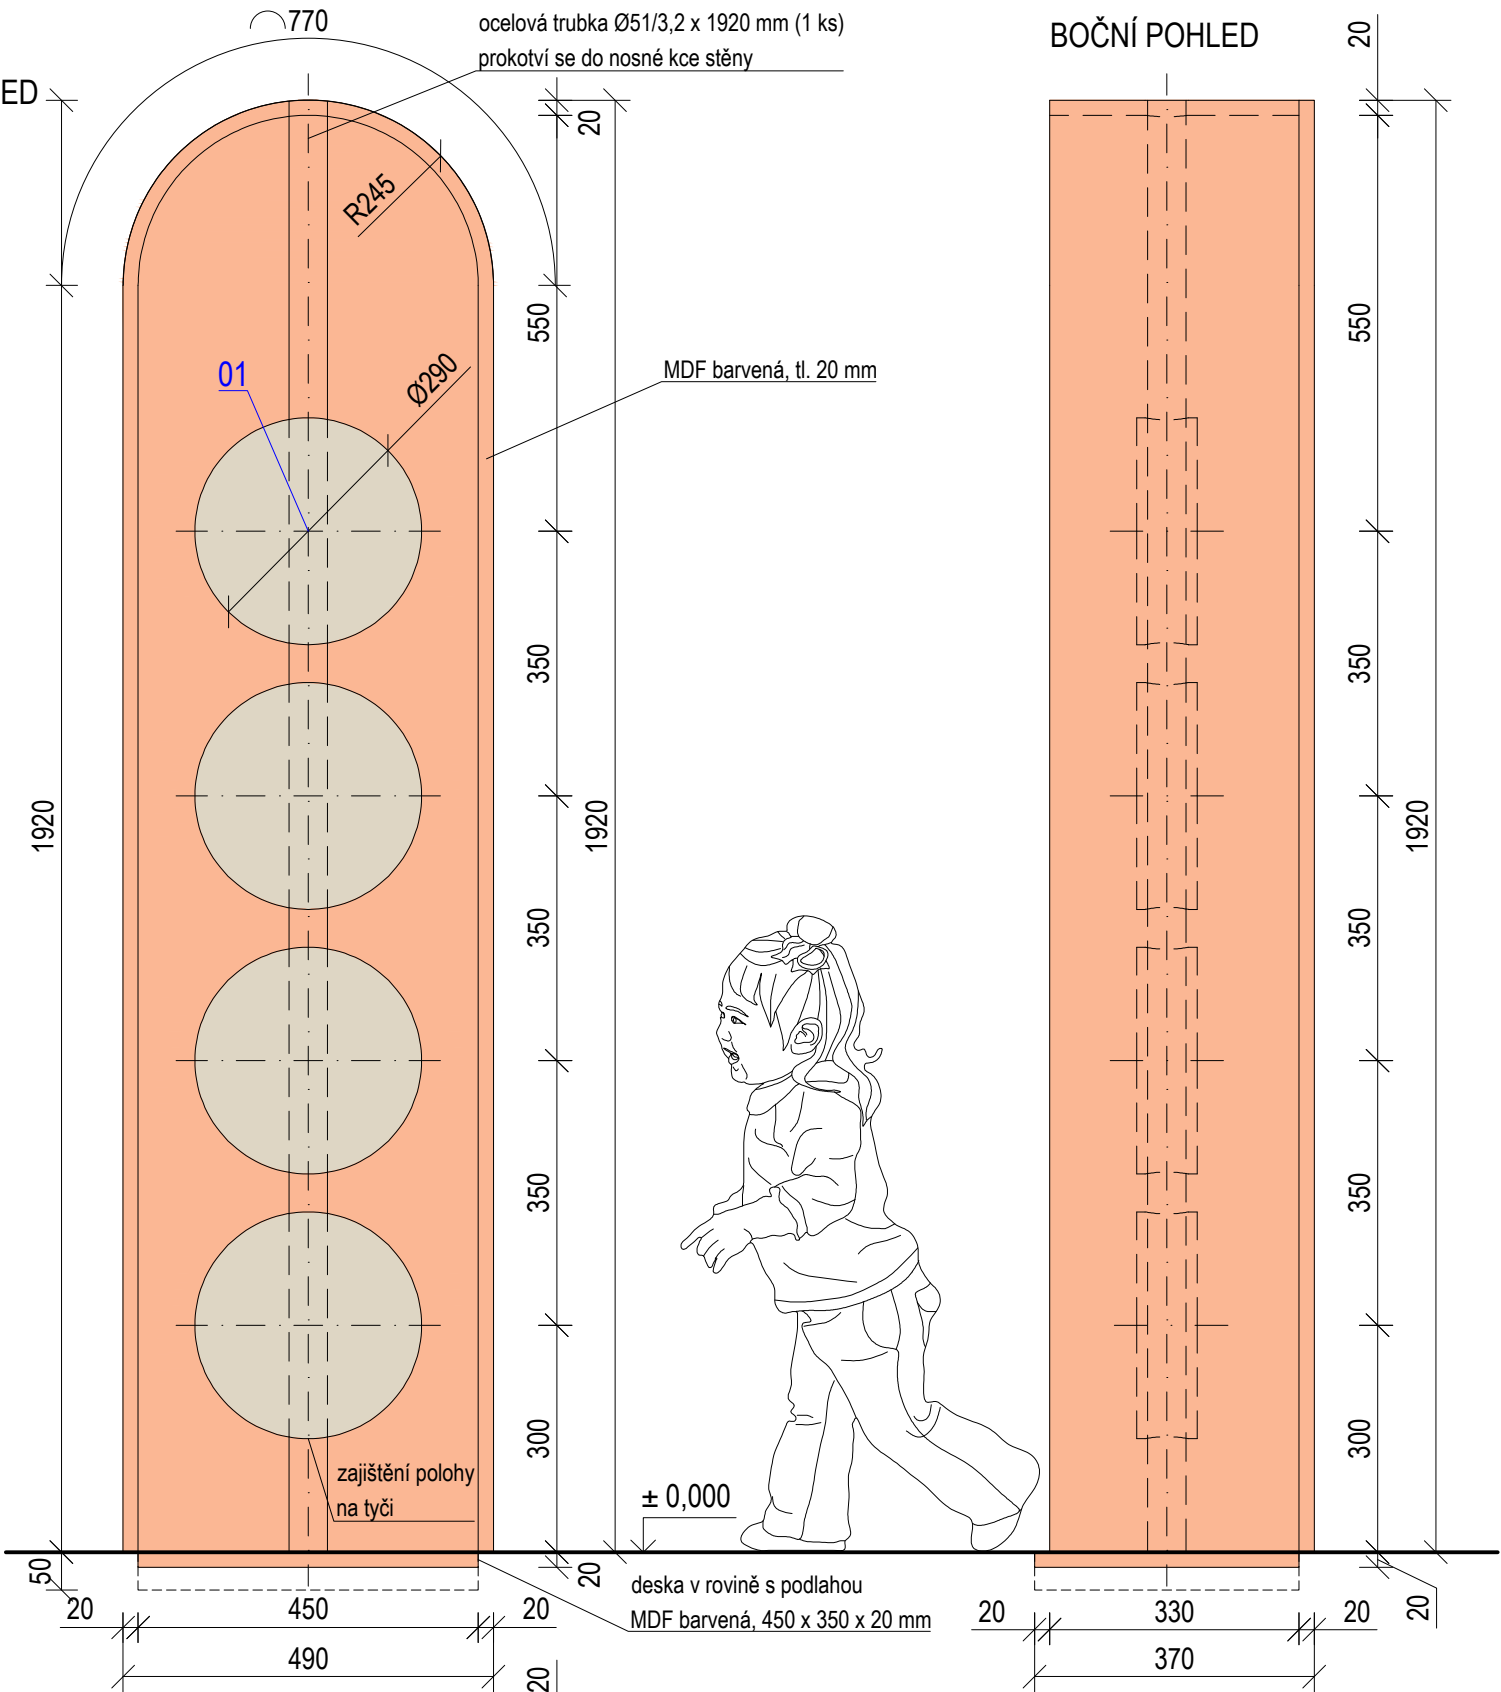 770
ocelová trubka Ø51/3,2 x 1920 mm (1 ks)
prokotví se do nosné kce stěny
BOČNÍ POHLED
20
ED
20
R245
550
550
01
Ø290
MDF barvená, tl. 20 mm
350
350
1920
1920
1920
350
350
350
350
300
300
zajištění polohy
na tyči
± 0,000
50
20
deska v rovině s podlahou
MDF barvená, 450 x 350 x 20 mm
20
450
20
20
330
20
20
490
370
20